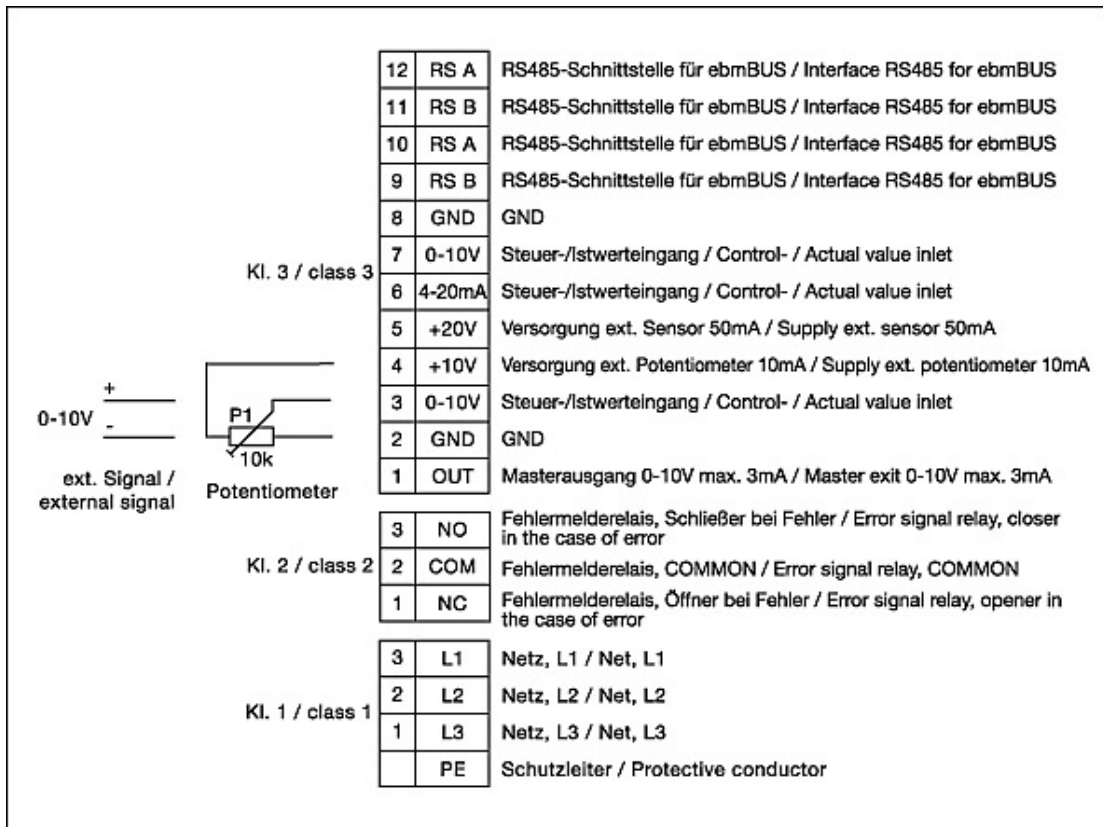 12 RS A RS485-Schnittstelle für ebmBUS / Interface RS485 for ebmBUS
11 RS B RS485-Schnittstelle für ebmBUS / Interface RS485 for ebmBUS
10 RS A RS485-Schnittstelle für ebmBUS / Interface RS485 for ebmBUS
9 RS B RS485-Schnittstelle für ebmBUS / Interface RS485 for ebmBUS
8 GND GND
Kl. 3 / class 3
7 0-10V Steuer-/Istwerteingang / Control- / Actual value inlet
6 4-20mA Steuer-/Istwerteingang / Control- / Actual value inlet
5 +20V Versorgung ext. Sensor 50mA / Supply ext. sensor 50mA
4 +10V Versorgung ext. Potentiometer 10mA / Supply ext. potentiometer 10mA
3 0-10V Steuer-/Istwerteingang / Control- / Actual value inlet
2 GND GND
1 OUT Masterausgang 0-10V max. 3mA / Master exit 0-10V max. 3mA
+
0-10V
-
ext. Signal /
external signal
P1
10k
Potentiometer
Kl. 2 / class 2
3 NO Fehlermelderelais, Schließer bei Fehler / Error signal relay, closer
in the case of error
2 COM Fehlermelderelais, COMMON / Error signal relay, COMMON
1 NC Fehlermelderelais, Öffner bei Fehler / Error signal relay, opener in
the case of error
Kl. 1 / class 1
3 L1 Netz, L1 / Net, L1
2 L2 Netz, L2 / Net, L2
1 L3 Netz, L3 / Net, L3
PE Schutzleiter / Protective conductor